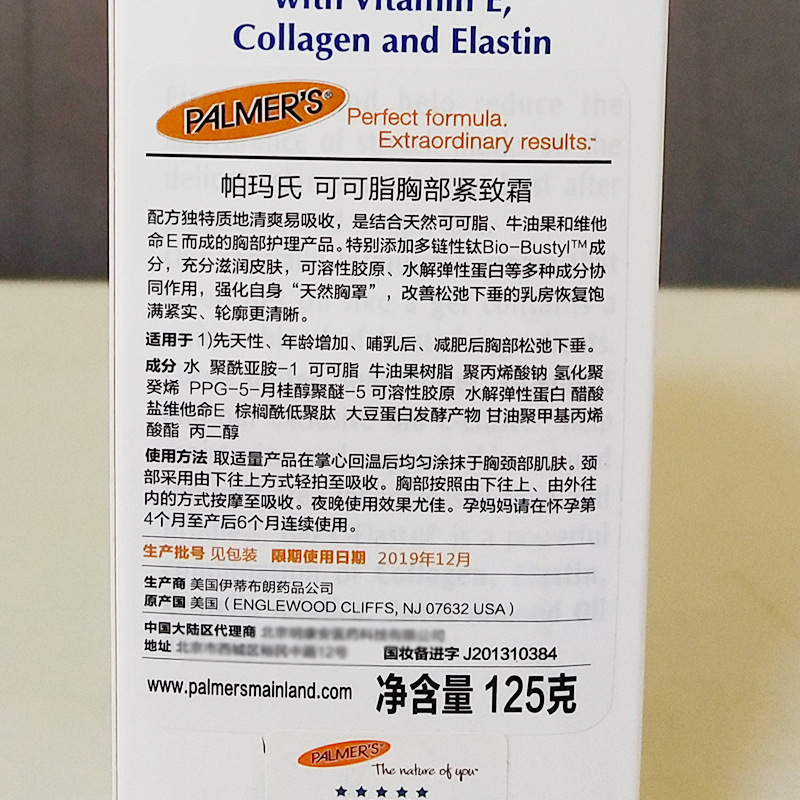 with Vitamin E,
Collagen and Elastin
PALMER'S®
Perfect formula.
Extraordinary results.™
帕玛氏 可可脂胸部紧致霜
配方独特质地清爽易吸收，是结合天然可可脂、牛油果和维他
命E而成的胸部护理产品。特别添加多链性钛Bio-Bustyl™成
分，充分滋润皮肤，可溶性胶原、水解弹性蛋白等多种成分协
同作用，强化自身“天然胸罩”，改善松弛下垂的乳房恢复饱
满紧实、轮廓更清晰。
适用于 1)先天性、年龄增加、哺乳后、减肥后胸部松弛下垂。
成分 水 聚酰亚胺-1 可可脂 牛油果树脂 聚丙烯酸钠 氢化聚
癸烯 PPG-5-月桂醇聚醚-5 可溶性胶原 水解弹性蛋白 醋酸
盐维他命E 棕榈酰低聚肽 大豆蛋白发酵产物 甘油聚甲基丙烯
酸酯 丙二醇
使用方法 取适量产品在掌心回温后均匀涂抹于胸颈部肌肤。颈
部采用由下往上方式轻拍至吸收。胸部按照由下往上、由外往
内的方式按摩至吸收。夜晚使用效果尤佳。孕妈妈请在怀孕第
4个月至产后6个月连续使用。
生产批号 见包装 限期使用日期 2019年12月
生产商 美国伊蒂布朗药品公司
原产国 美国（ENGLEWOOD CLIFFS, NJ 07632 USA）
中国大陆区代理商
地址 国妆备进字 J201310384
www.palmersmainland.com 净含量 125克
PALMER'S®
The nature of you™